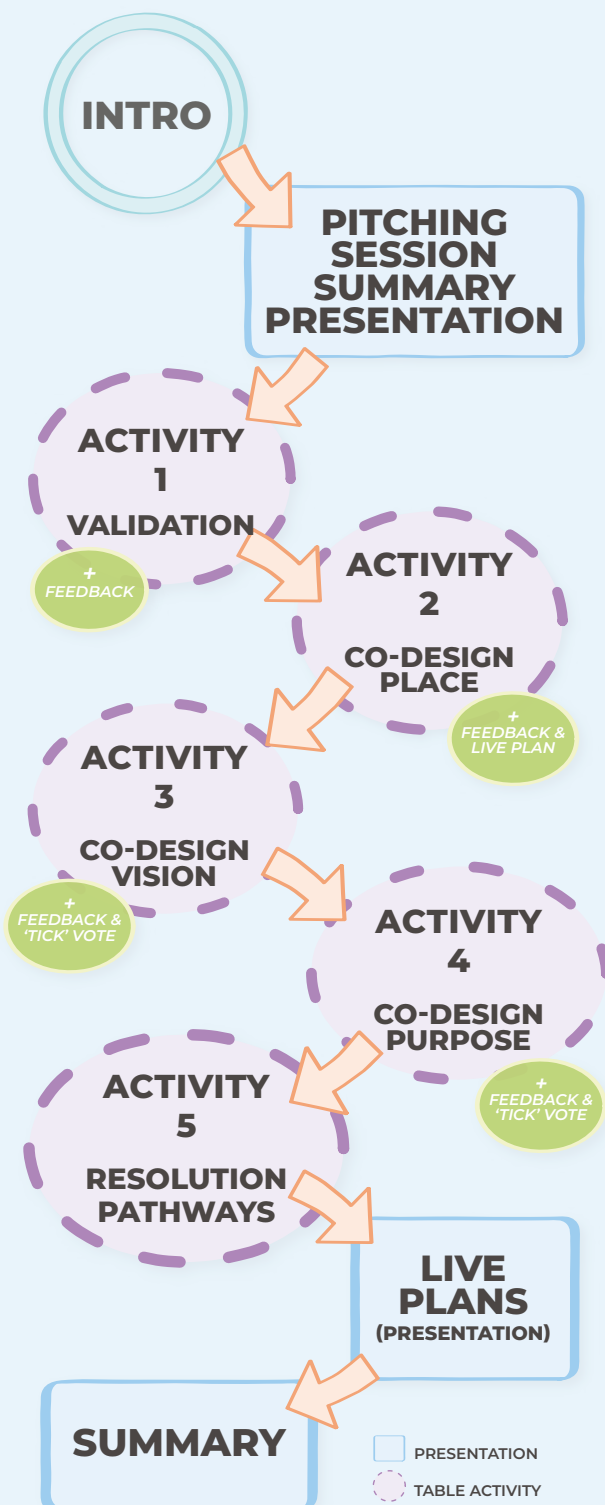 INTRO
PITCHING
SESSION
SUMMARY
PRESENTATION
ACTIVITY
1
VALIDATION
+
FEEDBACK
ACTIVITY
2
CO-DESIGN
PLACE
+
FEEDBACK &
LIVE PLAN
ACTIVITY
3
CO-DESIGN
VISION
+
FEEDBACK &
‘TICK’ VOTE
ACTIVITY
4
CO-DESIGN
PURPOSE
+
FEEDBACK &
‘TICK’ VOTE
ACTIVITY
5
RESOLUTION
PATHWAYS
LIVE
PLANS
(PRESENTATION)
SUMMARY
PRESENTATION
TABLE ACTIVITY